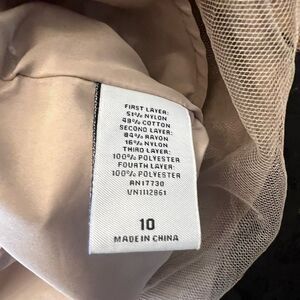 FIRST LAYER:
51% NYLON
49% COTTON
SECOND LAYER:
84% RAYON
16% NYLON
THIRD LAYER:
100% POLYESTER
FOURTH LAYER:
100% POLYESTER
RN17730
VN1112861
10
MADE IN CHINA